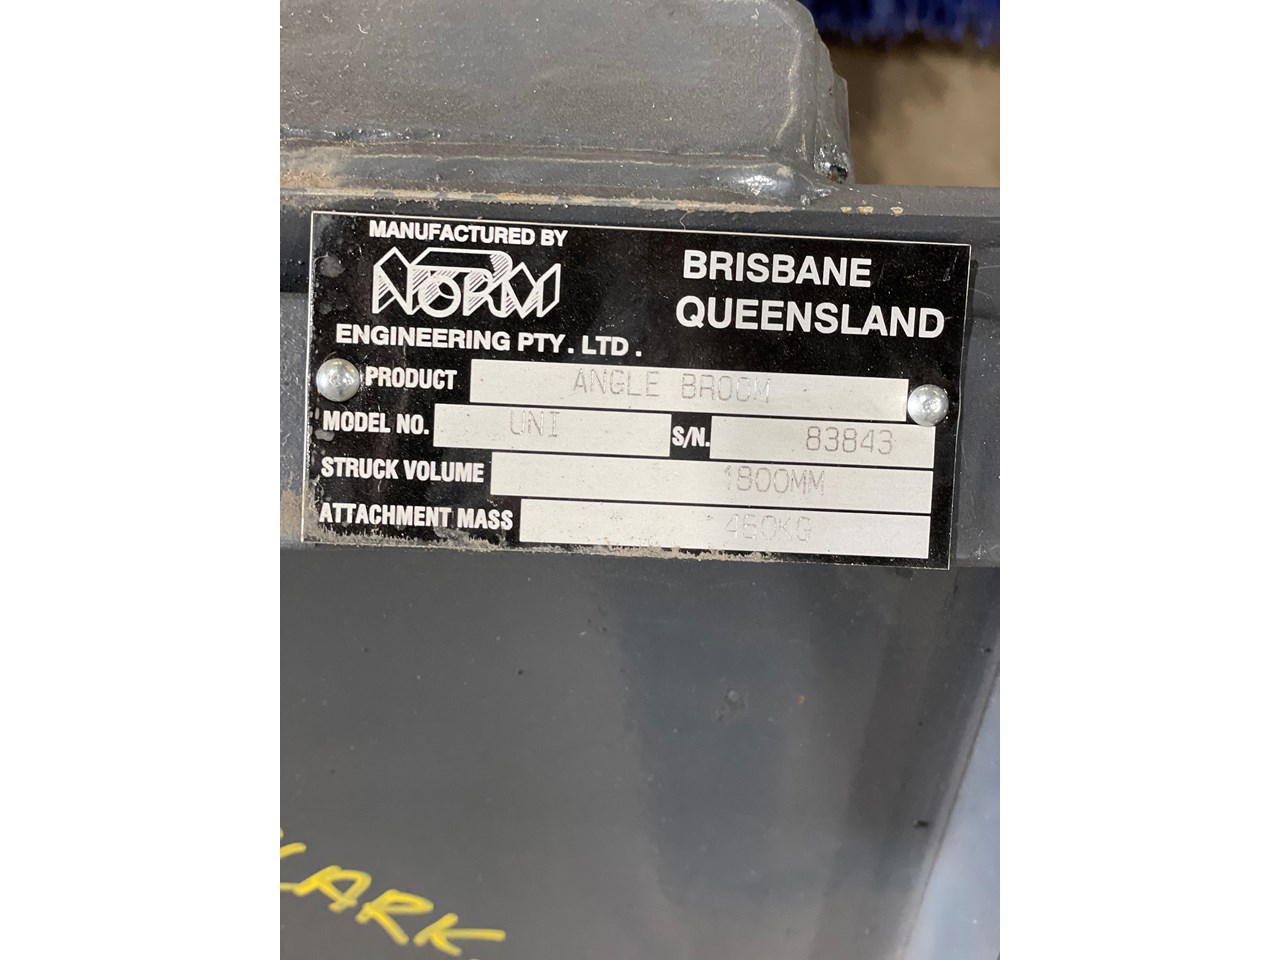 MANUFACTURED BY
NORM
ENGINEERING PTY. LTD.
BRISBANE
QUEENSLAND
PRODUCT ANGLE BROOM
MODEL NO. UNI S/N. 83843
STRUCK VOLUME 1800MM
ATTACHMENT MASS 460KG
LARK